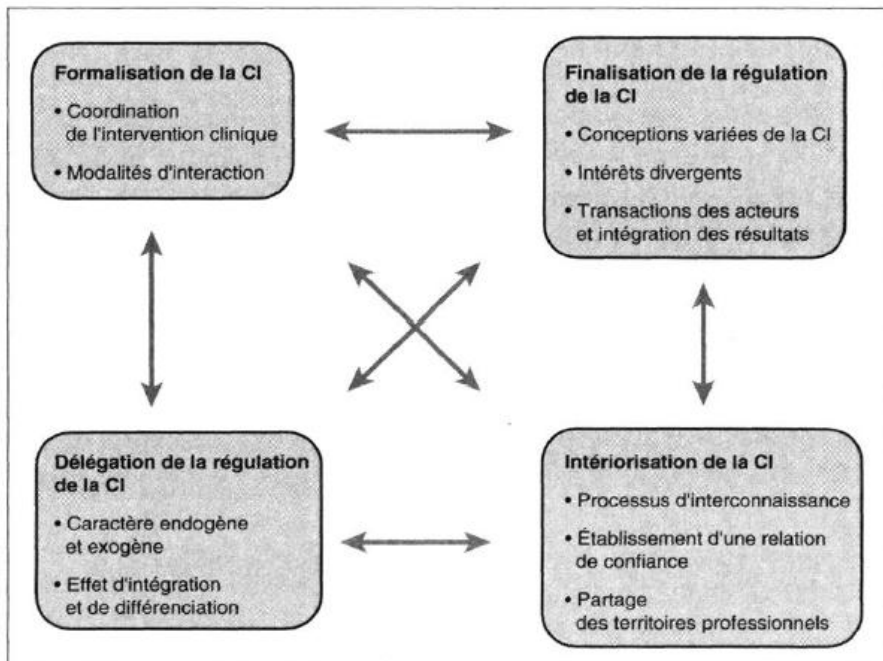 Formalisation de la CI
• Coordination
de l'intervention clinique
• Modalités d'interaction
Finalisation de la régulation
de la CI
• Conceptions variées de la CI
• Intérêts divergents
• Transactions des acteurs
et intégration des résultats
Délégation de la régulation
de la CI
• Caractère endogène
et exogène
• Effet d'intégration
et de différenciation
Intériorisation de la CI
• Processus d'interconnaissance
• Établissement d'une relation
de confiance
• Partage
des territoires professionnels